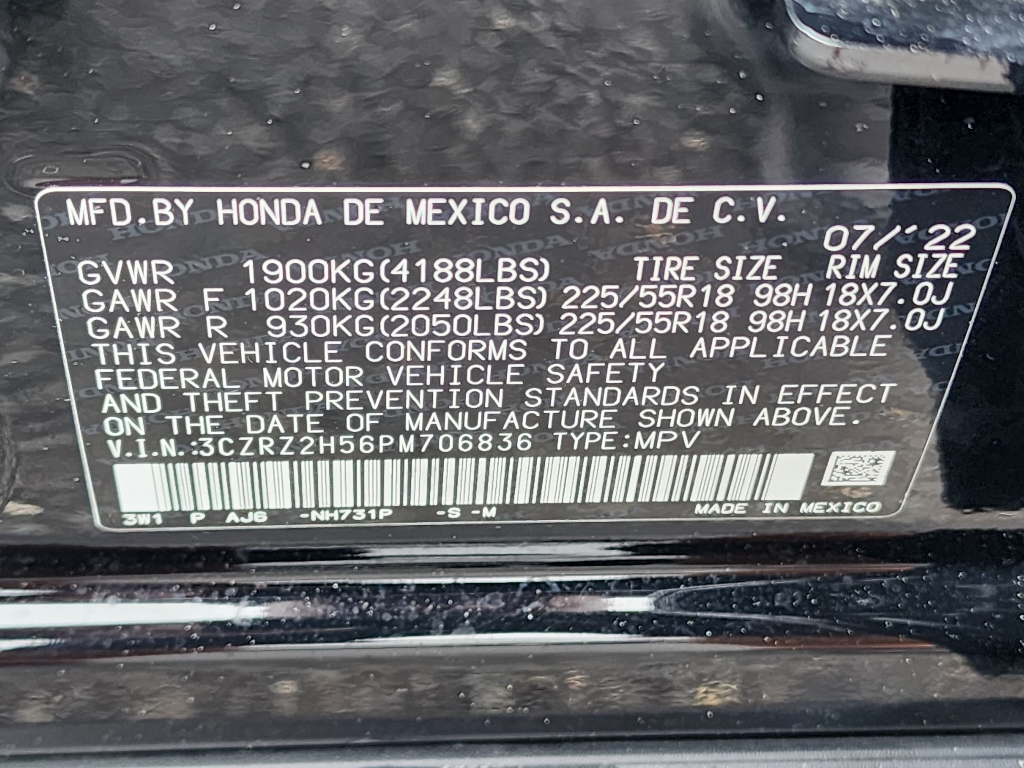 MFD.BY HONDA DE MEXICO S.A. DE C.V.
07/'22
GVWR 1900KG(4188LBS) TIRE SIZE RIM SIZE
GAWR F 1020KG(2248LBS) 225/55R18 98H 18X7.0J
GAWR R 930KG(2050LBS) 225/55R18 98H 18X7.0J
THIS VEHICLE CONFORMS TO ALL APPLICABLE
FEDERAL MOTOR VEHICLE SAFETY
AND THEFT PREVENTION STANDARDS IN EFFECT
ON THE DATE OF MANUFACTURE SHOWN ABOVE.
V.I.N.:3CZRZ2H56PM706836 TYPE:MPV
3W1 P AJ6 -NH731P -S -M MADE IN MEXICO